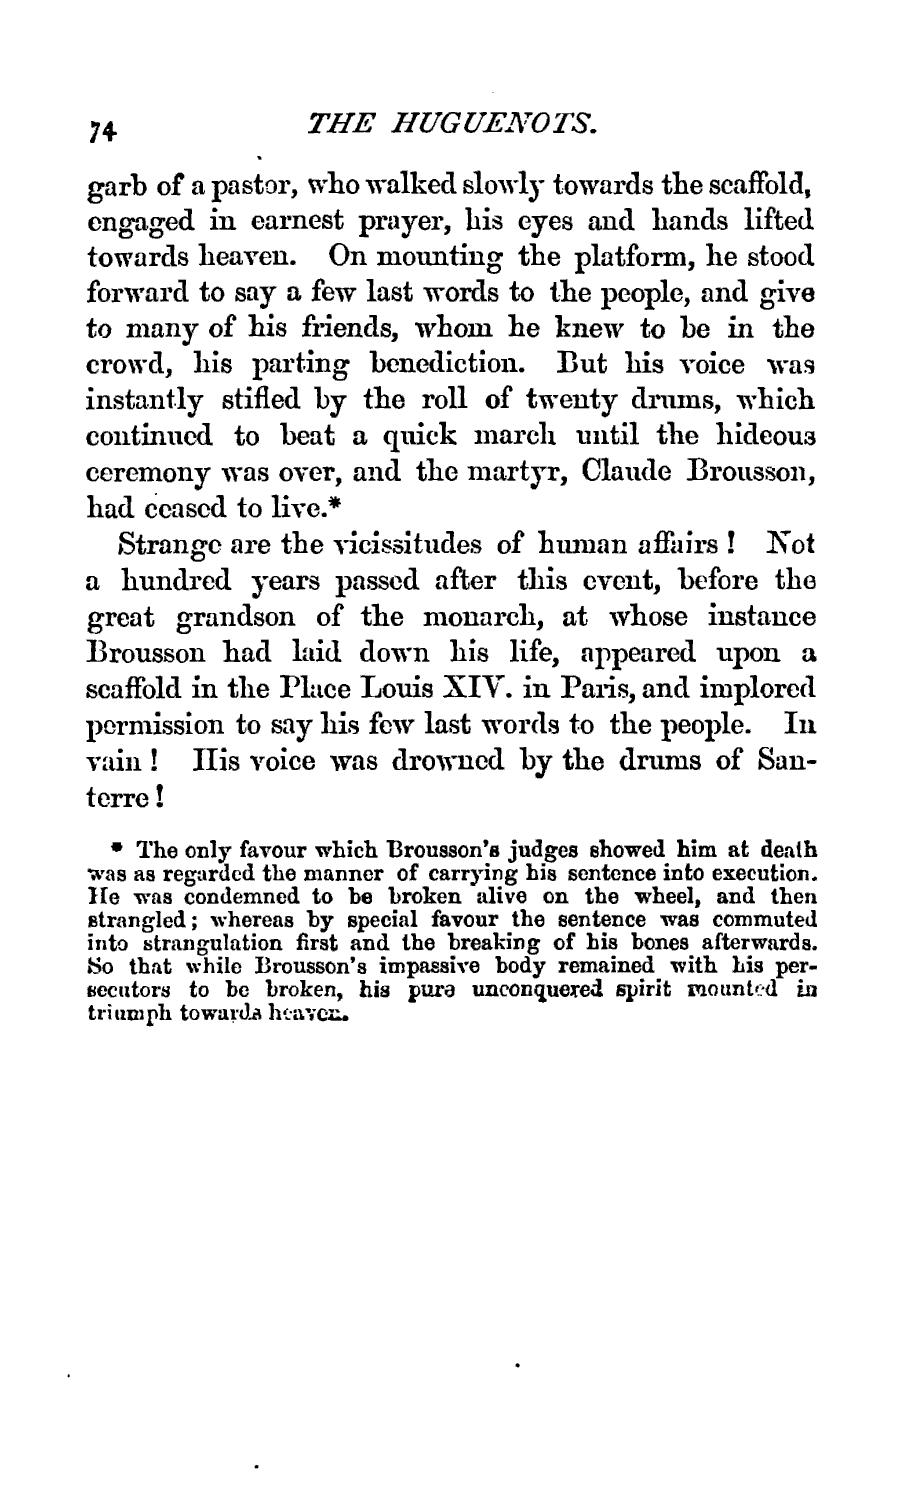 74 THE HUGUENOTS.
garb of a pastor, who walked slowly towards the scaffold,
engaged in earnest prayer, his eyes and hands lifted
towards heaven. On mounting the platform, he stood
forward to say a few last words to the people, and give
to many of his friends, whom he knew to be in the
crowd, his parting benediction. But his voice was
instantly stifled by the roll of twenty drums, which
continued to beat a quick march until the hideous
ceremony was over, and the martyr, Claude Brousson,
had ceased to live.*
Strange are the vicissitudes of human affairs ! Not
a hundred years passed after this event, before the
great grandson of the monarch, at whose instance
Brousson had laid down his life, appeared upon a
scaffold in the Place Louis XIV. in Paris, and implored
permission to say his few last words to the people. In
vain ! His voice was drowned by the drums of San-
terre !
* The only favour which Brousson's judges showed him at death
was as regarded the manner of carrying his sentence into execution.
He was condemned to be broken alive on the wheel, and then
strangled ; whereas by special favour the sentence was commuted
into strangulation first and the breaking of his bones afterwards.
So that while Brousson's impassive body remained with his per-
secutors to be broken, his pure unconquered spirit mounted in
triumph towards heaven.